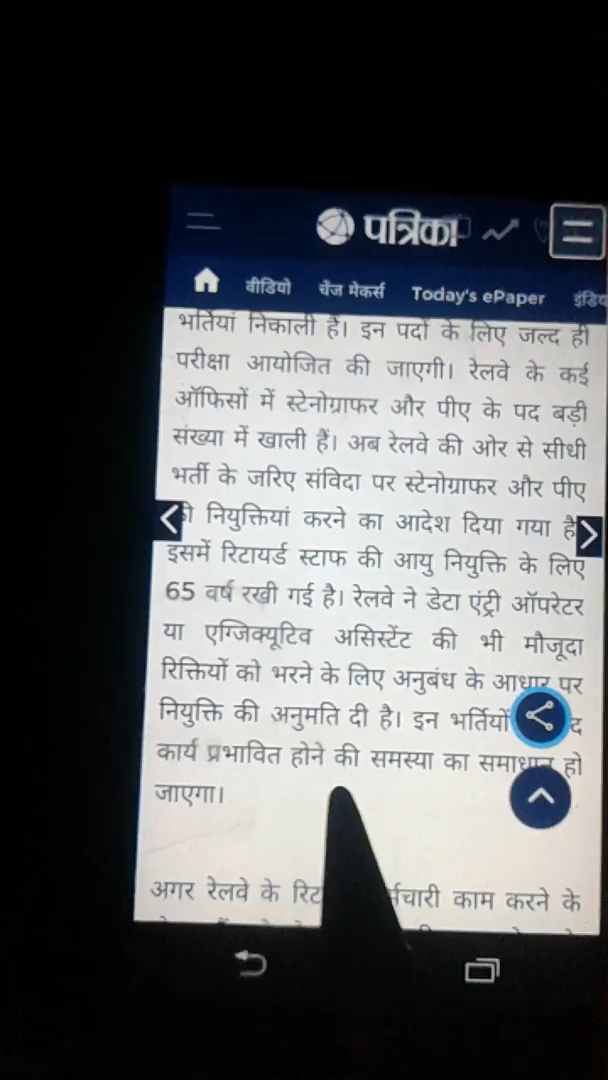 पत्रिका
वीडियो चेंज मेकर्स Today's ePaper इंडिय
भर्तियां निकाली हैं। इन पदों के लिए जल्द ही
परीक्षा आयोजित की जाएगी। रेलवे के कई
ऑफिसों में स्टेनोग्राफर और पीए के पद बड़ी
संख्या में खाली हैं। अब रेलवे की ओर से सीधी
भर्ती के जरिए संविदा पर स्टेनोग्राफर और पीए
नियुक्तियां करने का आदेश दिया गया है
इसमें रिटायर्ड स्टाफ की आयु नियुक्ति के लिए
65 वर्ष रखी गई है। रेलवे ने डेटा एंट्री ऑपरेटर
या एग्जिक्यूटिव असिस्टेंट की भी मौजूदा
रिक्तियों को भरने के लिए अनुबंध के आधार पर
नियुक्ति की अनुमति दी है। इन भर्तियों
कार्य प्रभावित होने की समस्या का समाधान हो
जाएगा।
अगर रेलवे के काम करने के